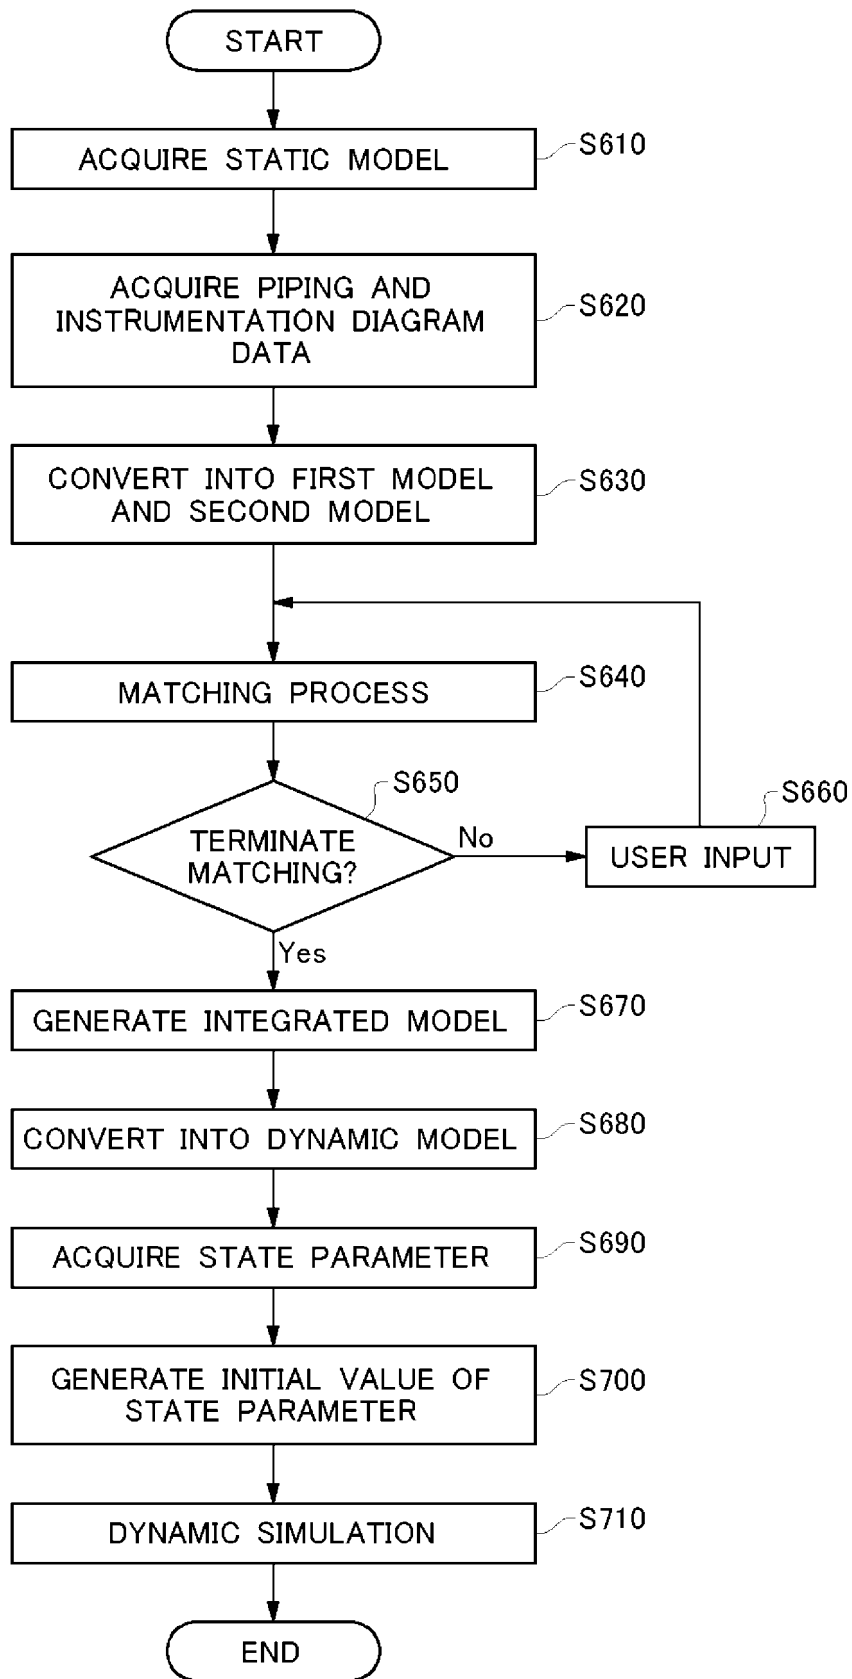 START
ACQUIRE STATIC MODEL
S610
ACQUIRE PIPING AND
INSTRUMENTATION DIAGRAM
DATA
S620
CONVERT INTO FIRST MODEL
AND SECOND MODEL
S630
MATCHING PROCESS
S640
S650
TERMINATE
MATCHING?
No
S660
USER INPUT
Yes
GENERATE INTEGRATED MODEL
S670
CONVERT INTO DYNAMIC MODEL
S680
ACQUIRE STATE PARAMETER
S690
GENERATE INITIAL VALUE OF
STATE PARAMETER
S700
DYNAMIC SIMULATION
S710
END